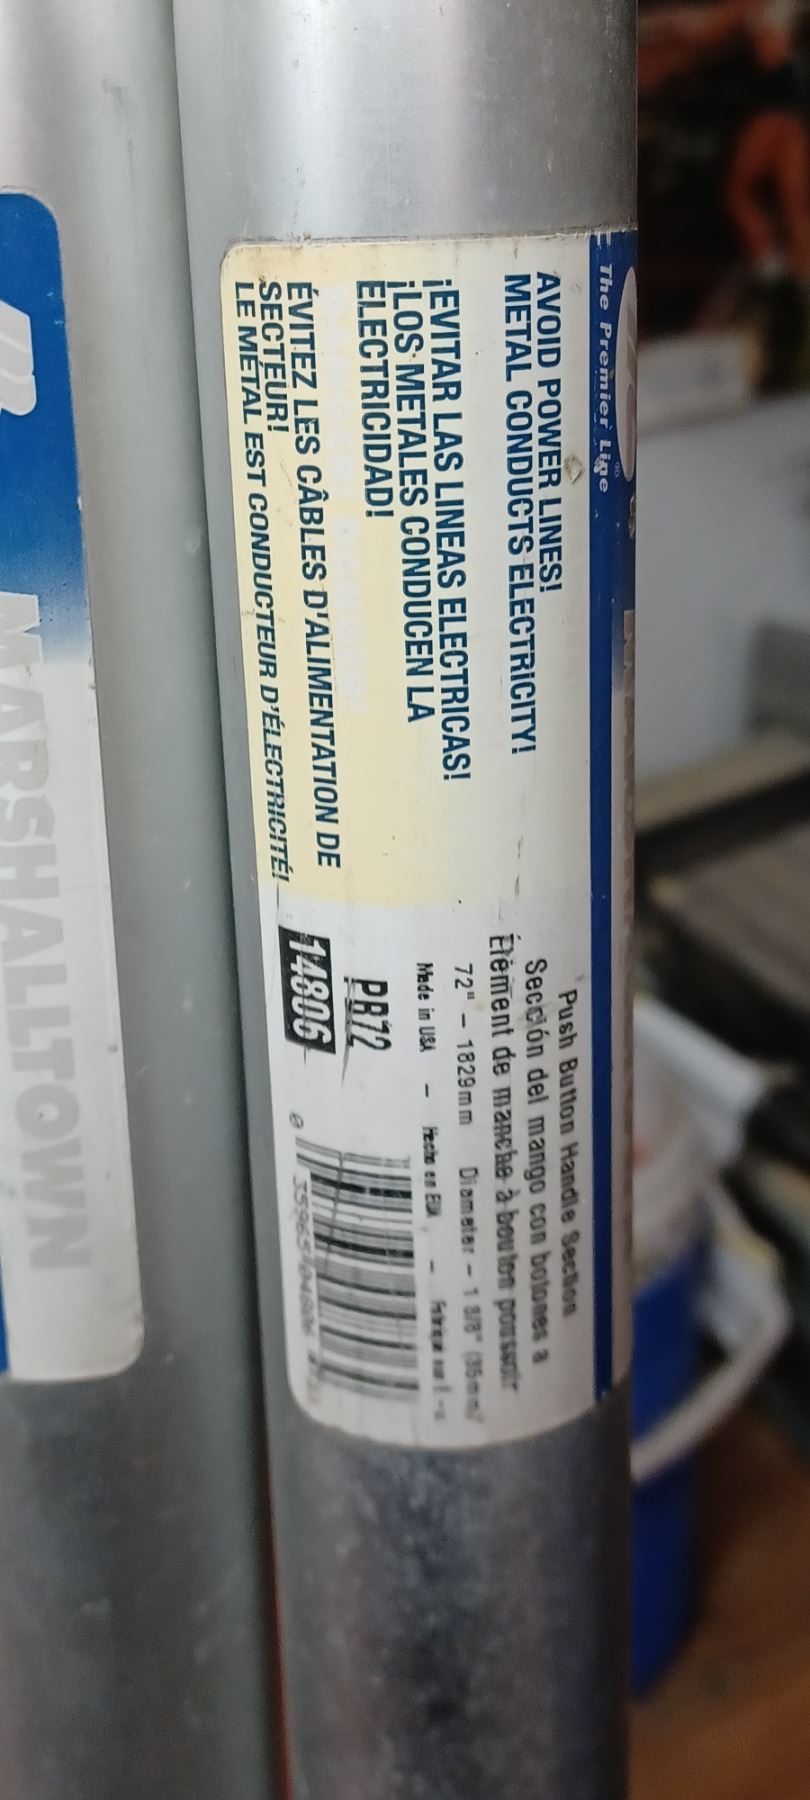 The Premier Line®
AVOID POWER LINES!
METAL CONDUCTS ELECTRICITY!
¡EVITAR LAS LINEAS ELECTRICAS!
¡LOS METALES CONDUCEN LA
ELECTRICIDAD!
ÉVITEZ LES CÂBLES D'ALIMENTATION DE
SECTEUR!
LE MÉTAL EST CONDUCTEUR D'ÉLECTRICITÉ!
Push Button Handle Section
Sección del mango con botones a
Élément de manche à bouton poussoir
72" – 1829mm Diameter – 1 3/8" (35mm)
Made in USA – Hecho en EUA –
PB72
14806
MARSHALLTOWN